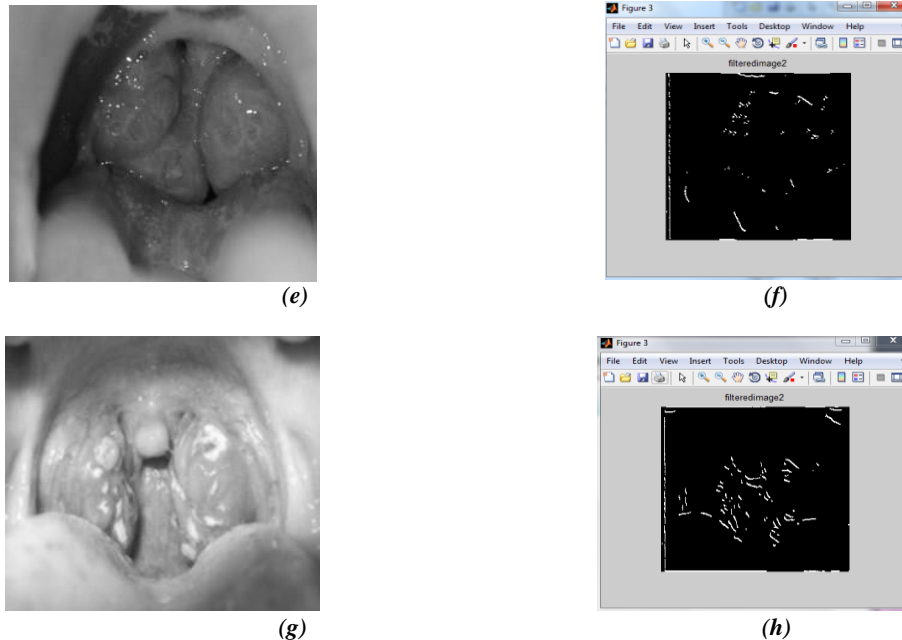 Figure 3
File Edit View Insert Tools Desktop Window Help
filteredimage2
(e)
(f)
Figure 3
File Edit View Insert Tools Desktop Window Help
filteredimage2
(g)
(h)